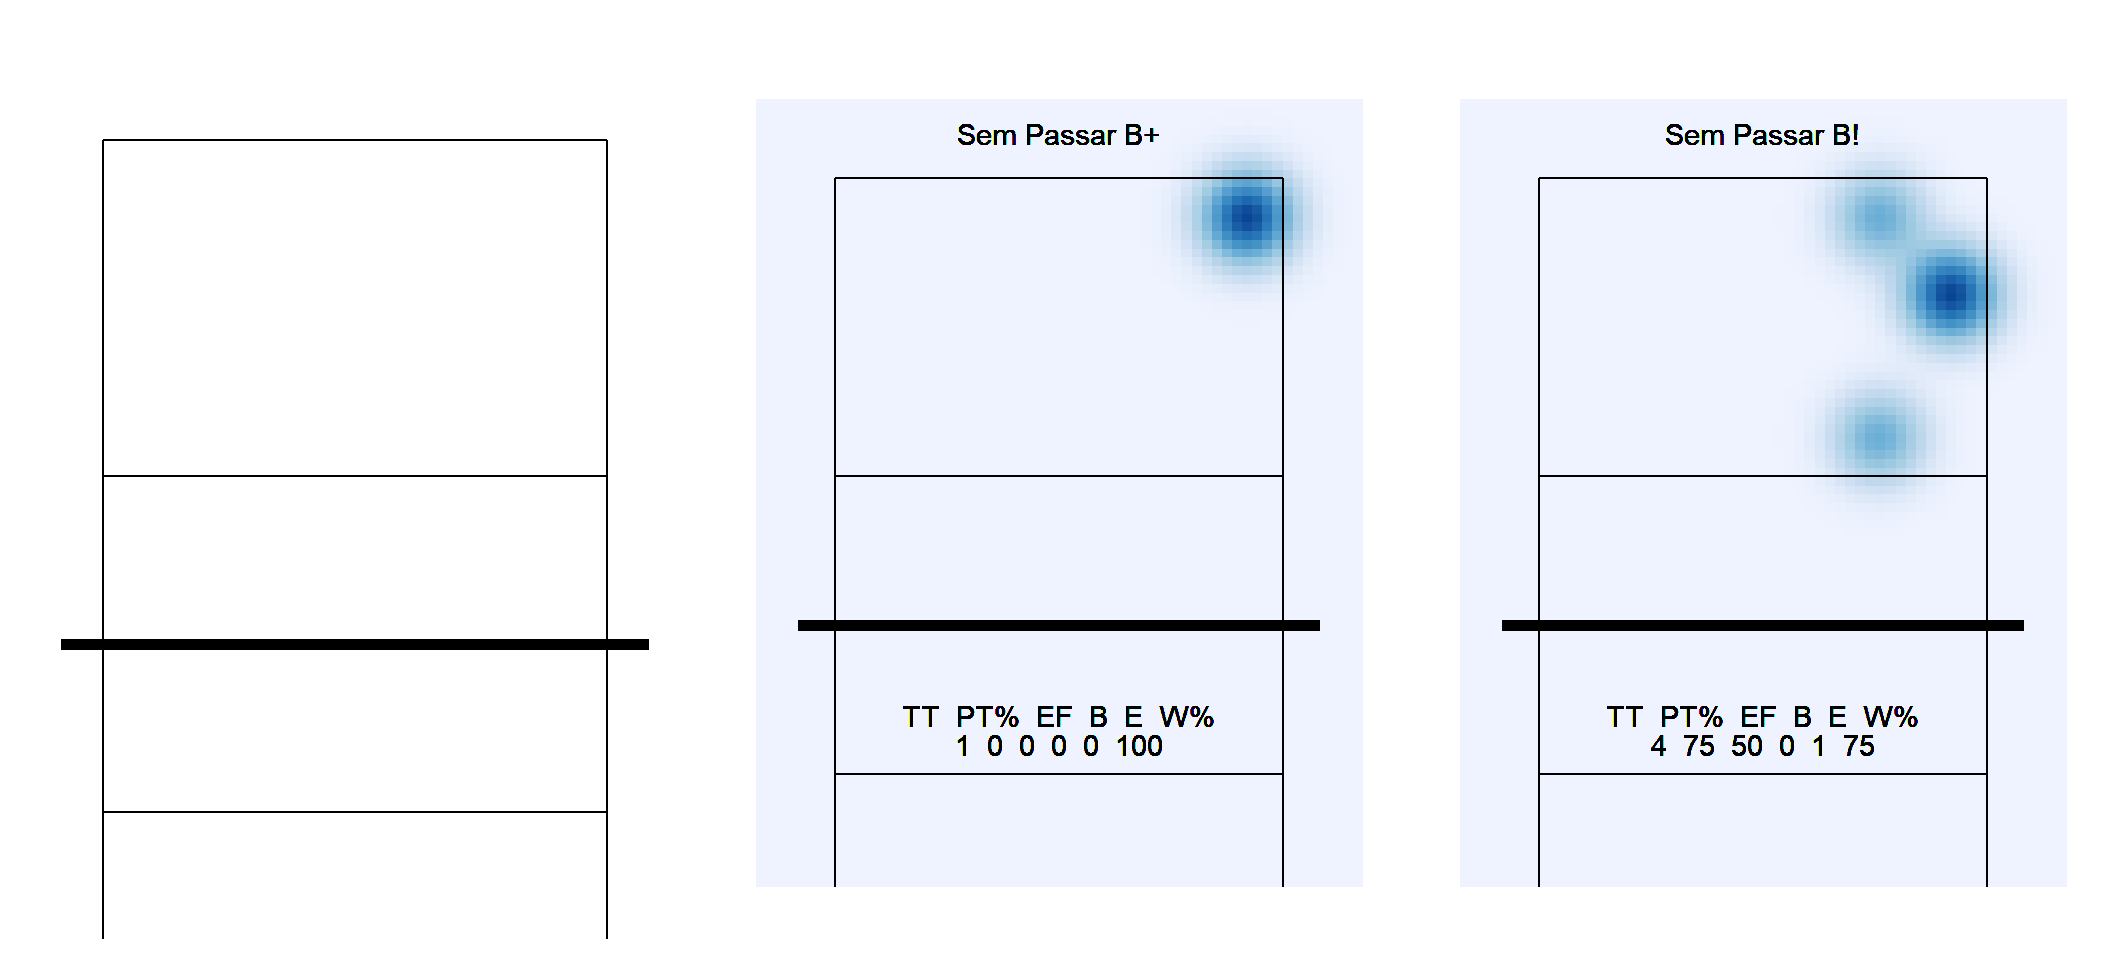 Sem Passar B+
TT PT% EF B E W%
1 0 0 0 0 100
Sem Passar B!
TT PT% EF B E W%
4 75 50 0 1 75